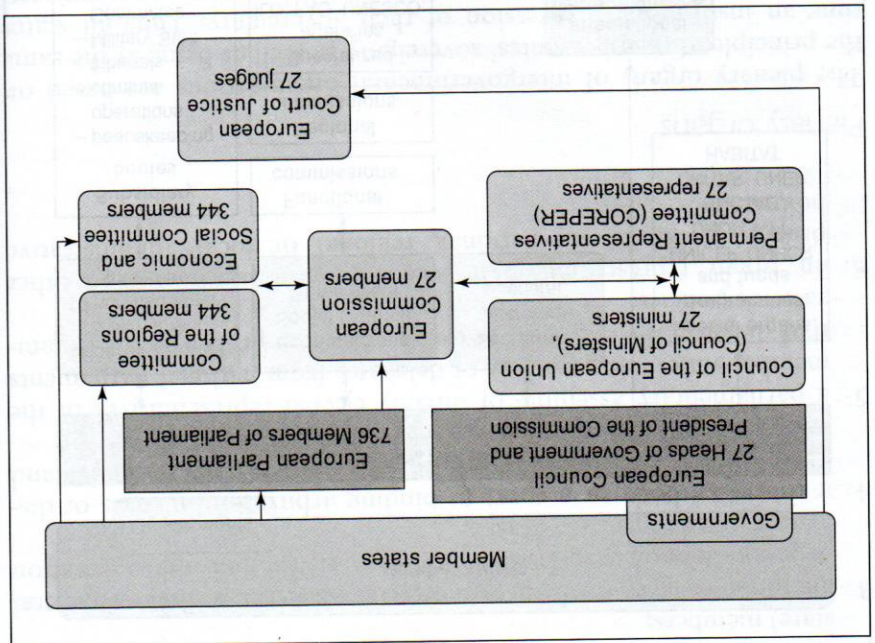 Member states
Governments
European Council
27 Heads of Government and
President of the Commission
European Parliament
736 Members of Parliament
Council of the European Union
(Council of Ministers),
27 ministers
Permanent Representatives
Committee (COREPER)
27 representatives
European
Commission
27 members
Committee
of the Regions
344 members
Economic and
Social Committee
344 members
European
Court of Justice
27 judges